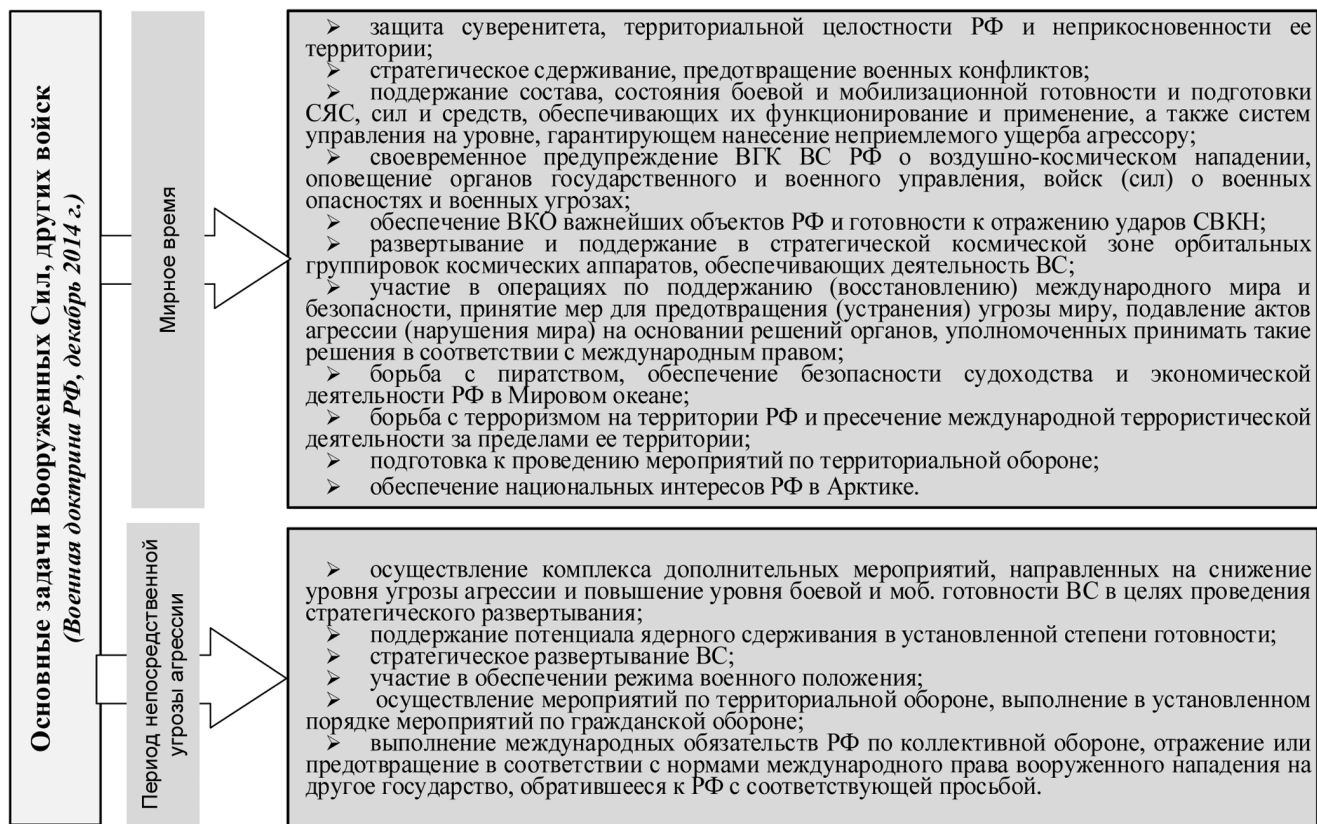 Основные задачи Вооруженных Сил, других войск
(Военная доктрина РФ, декабрь 2014 г.)
Мирное время
➢ защита суверенитета, территориальной целостности РФ и неприкосновенности ее
территории;
➢ стратегическое сдерживание, предотвращение военных конфликтов;
➢ поддержание состава, состояния боевой и мобилизационной готовности и подготовки
СЯС, сил и средств, обеспечивающих их функционирование и применение, а также систем
управления на уровне, гарантирующем нанесение неприемлемого ущерба агрессору;
➢ своевременное предупреждение ВГК ВС РФ о воздушно-космическом нападении,
оповещение органов государственного и военного управления, войск (сил) о военных
опасностях и военных угрозах;
➢ обеспечение ВКО важнейших объектов РФ и готовности к отражению ударов СВКН;
➢ развертывание и поддержание в стратегической космической зоне орбитальных
группировок космических аппаратов, обеспечивающих деятельность ВС;
➢ участие в операциях по поддержанию (восстановлению) международного мира и
безопасности, принятие мер для предотвращения (устранения) угрозы миру, подавление актов
агрессии (нарушения мира) на основании решений органов, уполномоченных принимать такие
решения в соответствии с международным правом;
➢ борьба с пиратством, обеспечение безопасности судоходства и экономической
деятельности РФ в Мировом океане;
➢ борьба с терроризмом на территории РФ и пресечение международной террористической
деятельности за пределами ее территории;
➢ подготовка к проведению мероприятий по территориальной обороне;
➢ обеспечение национальных интересов РФ в Арктике.
Период непосредственной
угрозы агрессии
➢ осуществление комплекса дополнительных мероприятий, направленных на снижение
уровня угрозы агрессии и повышение уровня боевой и моб. готовности ВС в целях проведения
стратегического развертывания;
➢ поддержание потенциала ядерного сдерживания в установленной степени готовности;
➢ стратегическое развертывание ВС;
➢ участие в обеспечении режима военного положения;
➢ осуществление мероприятий по территориальной обороне, выполнение в установленном
порядке мероприятий по гражданской обороне;
➢ выполнение международных обязательств РФ по коллективной обороне, отражение или
предотвращение в соответствии с нормами международного права вооруженного нападения на
другое государство, обратившееся к РФ с соответствующей просьбой.